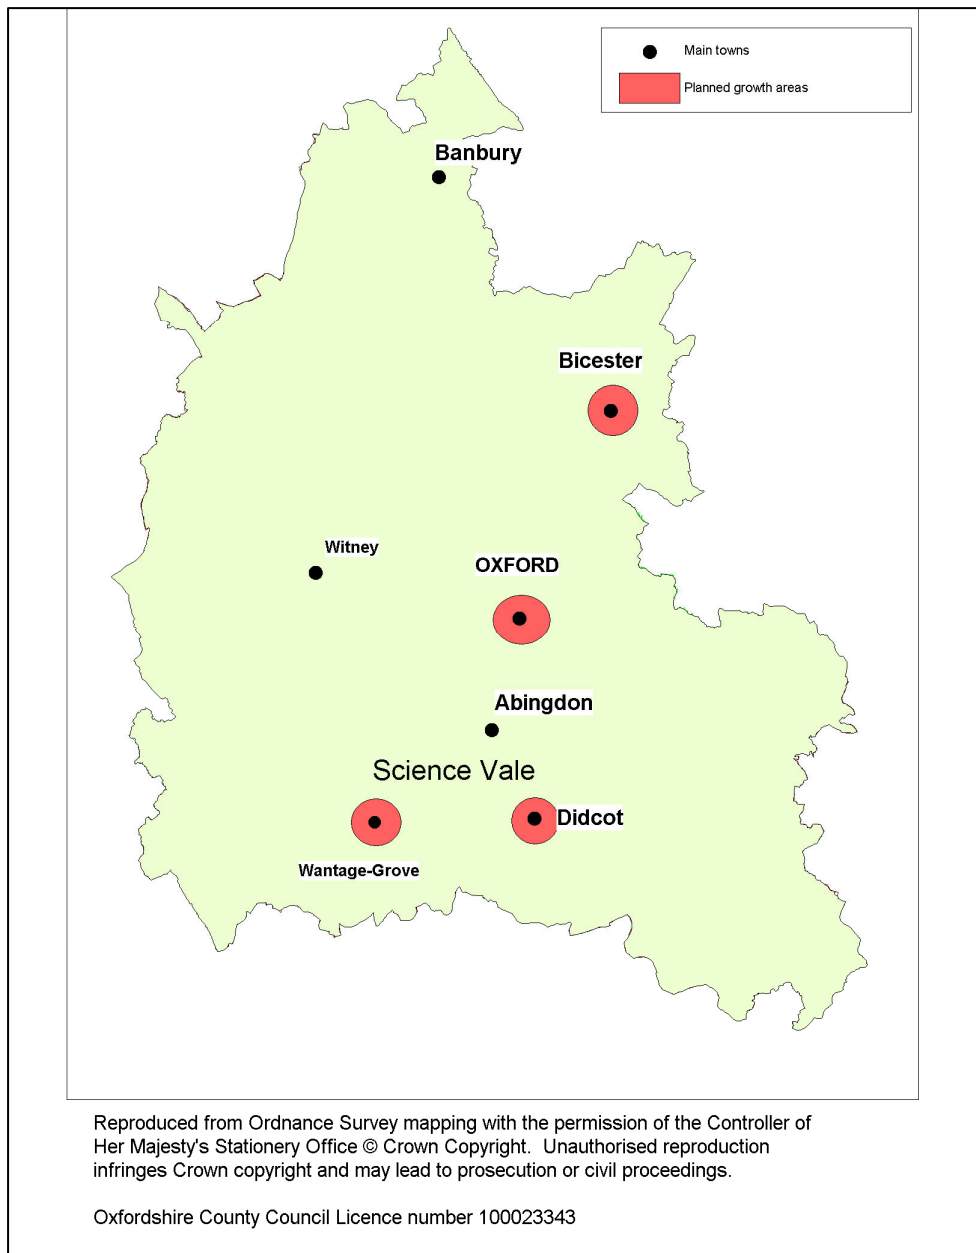 Main towns
Planned growth areas
Banbury
Bicester
Witney
OXFORD
Abingdon
Science Vale
Didcot
Wantage-Grove
Reproduced from Ordnance Survey mapping with the permission of the Controller of
Her Majesty's Stationery Office © Crown Copyright.  Unauthorised reproduction
infringes Crown copyright and may lead to prosecution or civil proceedings.
Oxfordshire County Council Licence number 100023343